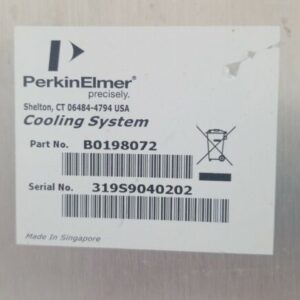 PerkinElmer®
precisely.
Shelton, CT 06484-4794 USA
Cooling System
Part No. B0198072
Serial No. 319S9040202
Made In Singapore